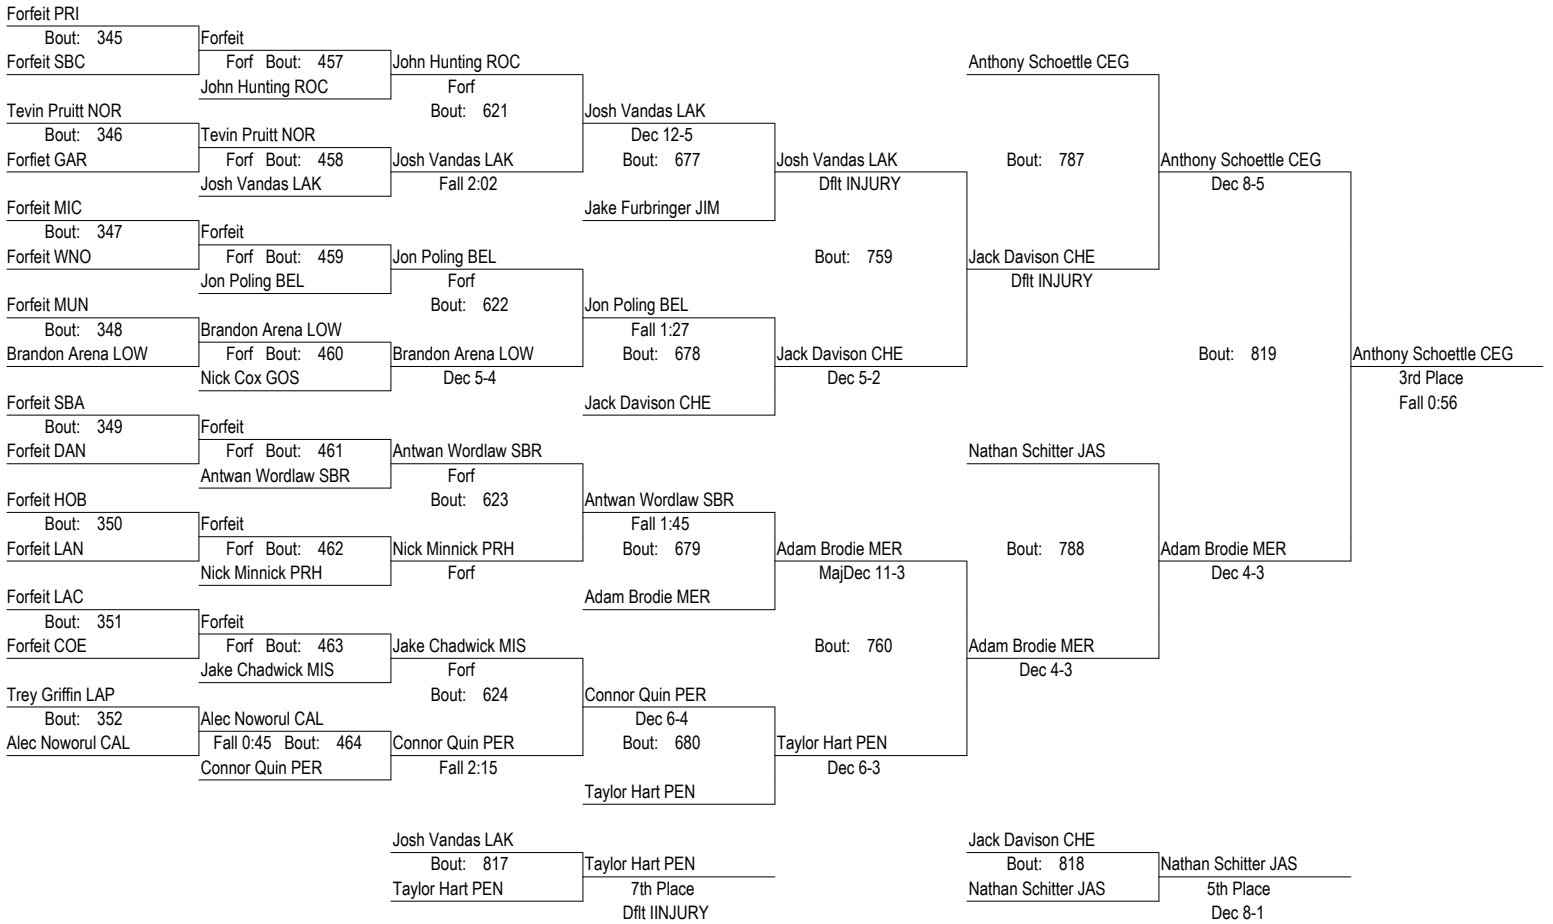 Forfeit PRI
Bout: 345 Forfeit
Forfeit SBC Forf Bout: 457 John Hunting ROC Anthony Schoettle CEG
John Hunting ROC Forf
Tevin Pruitt NOR Bout: 621 Josh Vandas LAK
Bout: 346 Tevin Pruitt NOR Dec 12-5
Forfiet GAR Forf Bout: 458 Josh Vandas LAK Bout: 677 Josh Vandas LAK Bout: 787 Anthony Schoettle CEG
Josh Vandas LAK Fall 2:02 Dflt INJURY Dec 8-5
Forfeit MIC Jake Furbringer JIM
Bout: 347 Forfeit
Forfeit WNO Forf Bout: 459 Jon Poling BEL Bout: 759 Jack Davison CHE
Jon Poling BEL Forf Dflt INJURY
Forfeit MUN Bout: 622 Jon Poling BEL
Bout: 348 Brandon Arena LOW Fall 1:27
Brandon Arena LOW Forf Bout: 460 Brandon Arena LOW Bout: 678 Jack Davison CHE Bout: 819 Anthony Schoettle CEG
Nick Cox GOS Dec 5-4 Dec 5-2 3rd Place
Forfeit SBA Jack Davison CHE Fall 0:56
Bout: 349 Forfeit
Forfeit DAN Forf Bout: 461 Antwan Wordlaw SBR Nathan Schitter JAS
Antwan Wordlaw SBR Forf
Forfeit HOB Bout: 623 Antwan Wordlaw SBR
Bout: 350 Forfeit Fall 1:45
Forfeit LAN Forf Bout: 462 Nick Minnick PRH Bout: 679 Adam Brodie MER Bout: 788 Adam Brodie MER
Nick Minnick PRH Forf MajDec 11-3 Dec 4-3
Forfeit LAC Adam Brodie MER
Bout: 351 Forfeit
Forfeit COE Forf Bout: 463 Jake Chadwick MIS Bout: 760 Adam Brodie MER
Jake Chadwick MIS Forf Dec 4-3
Trey Griffin LAP Bout: 624 Connor Quin PER
Bout: 352 Alec Noworul CAL Dec 6-4
Alec Noworul CAL Fall 0:45 Bout: 464 Connor Quin PER Bout: 680 Taylor Hart PEN
Connor Quin PER Fall 2:15 Dec 6-3
Taylor Hart PEN
Josh Vandas LAK Jack Davison CHE
Bout: 817 Taylor Hart PEN Bout: 818 Nathan Schitter JAS
Taylor Hart PEN 7th Place Nathan Schitter JAS 5th Place
Dflt IINJURY Dec 8-1